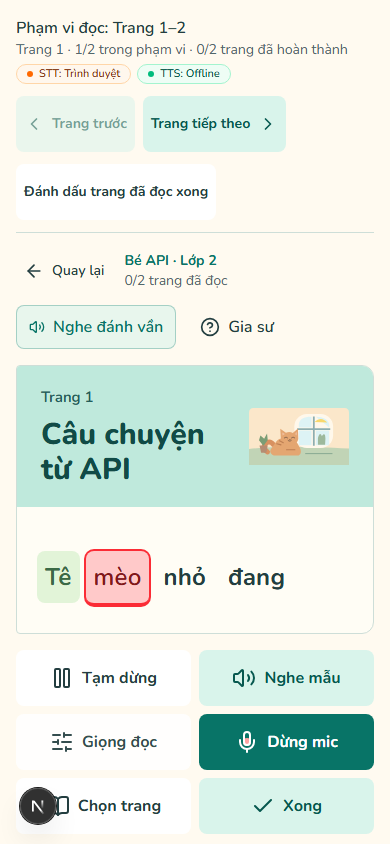 Phạm vi đọc: Trang 1–2
Trang 1 · 1/2 trong phạm vi · 0/2 trang đã hoàn thành
STT: Trình duyệt TTS: Offline
Trang trước Trang tiếp theo
Đánh dấu trang đã đọc xong
Quay lại
Bé API · Lớp 2
0/2 trang đã đọc
Nghe đánh vần Gia sư
Trang 1
Câu chuyện
từ API
Tê mèo nhỏ đang
Tạm dừng Nghe mẫu
Giọng đọc Dừng mic
N Chọn trang Xong